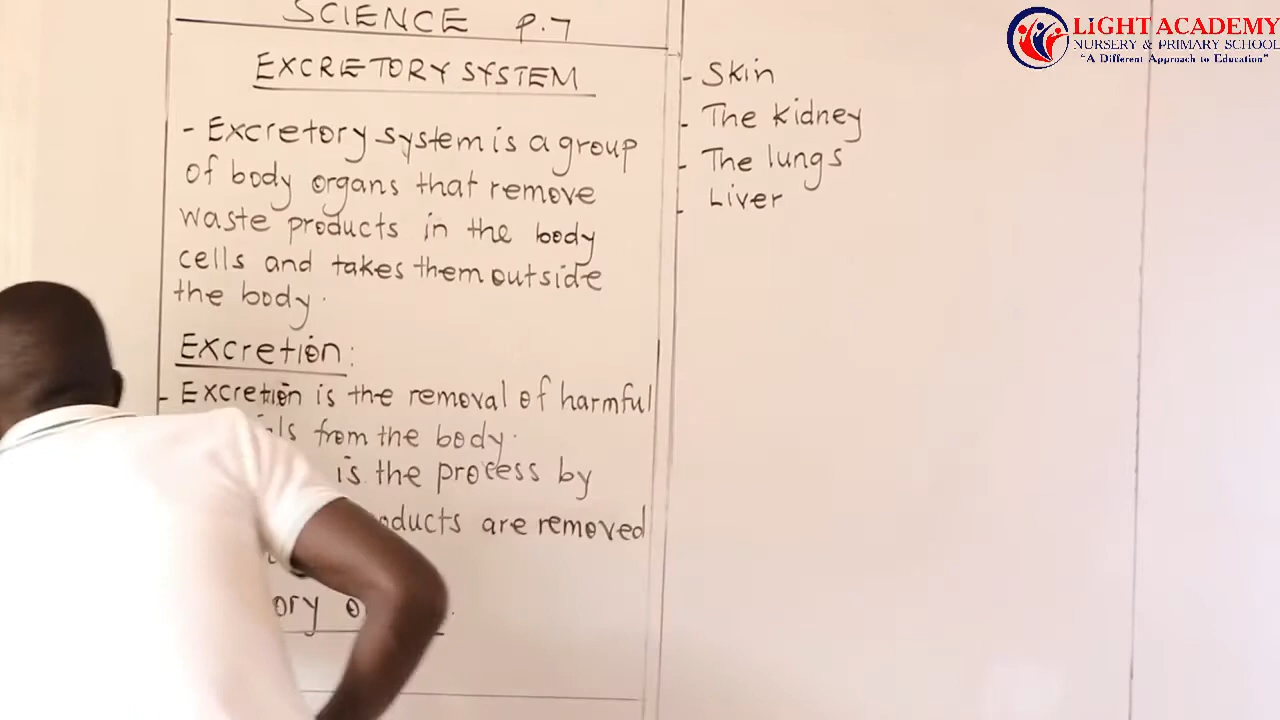 SCIENCE P.7
EXCRETORY SYSTEM
- Excretory system is a group
of body organs that remove
waste products in the body
cells and takes them outside
the body.
Excretion:
- Excretion is the removal of harmful
from the body.
is the process by
are removed
- Skin
- The kidney
- The lungs
- Liver
LIGHT ACADEMY
NURSERY & PRIMARY SCHOOL
"A Different Approach to Education"